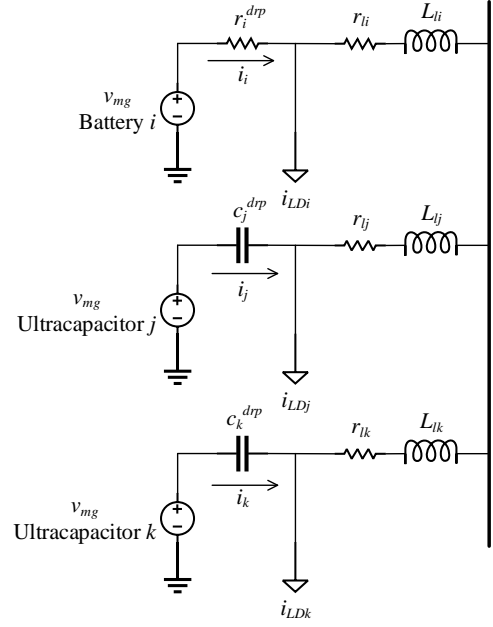 r_i^drp r_li L_li
i_i
v_mg
Battery i
i_LDi
c_j^drp r_lj L_lj
i_j
v_mg
Ultracapacitor j
i_LDj
c_k^drp r_lk L_lk
i_k
v_mg
Ultracapacitor k
i_LDk